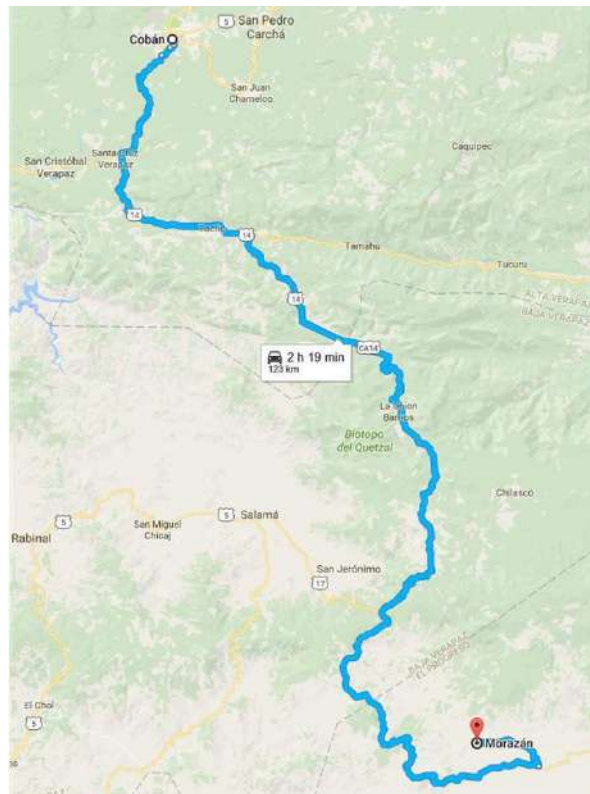 5
San Pedro
Carchá
Cobán
San Juan
Chamelco
Caquipec
San Cristóbal
Verapaz
Santa Cruz
Verapaz
14
Tactic
14
Tamahu
Tucuru
ALTA VERAPAZ
BAJA VERAPAZ
14
2 h 19 min
123 km
CA14
La Union
Barrios
Biotopo
del Quetzal
Chilascó
5
San Miguel
Chicaj
5
Salamá
Rabinal
San Jerónimo
17
BAJA VERAPAZ
EL PROGRESO
El Chol
5
Morazán